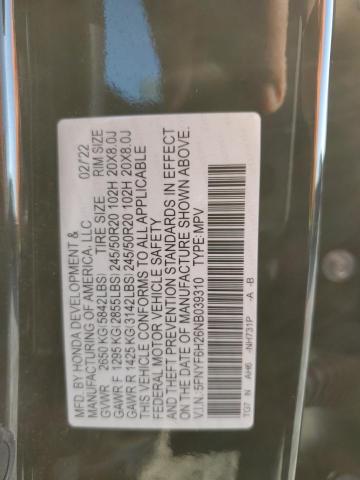 MFD. BY HONDA DEVELOPMENT & 02/22
MANUFACTURING OF AMERICA, LLC
GVWR 2650 KG(5842LBS) TIRE SIZE RIM SIZE
GAWR F 1295 KG(2855LBS)245/50R20 102H 20X8.0J
GAWR R 1425 KG(3142LBS)245/50R20 102H 20X8.0J
THIS VEHICLE CONFORMS TO ALL APPLICABLE
FEDERAL MOTOR VEHICLE SAFETY
AND THEFT PREVENTION STANDARDS IN EFFECT
ON THE DATE OF MANUFACTURE SHOWN ABOVE.
V.I.N.:5FNYF6H26NB039310 TYPE:MPV
TG7 N AH6 -NH731P -A -B